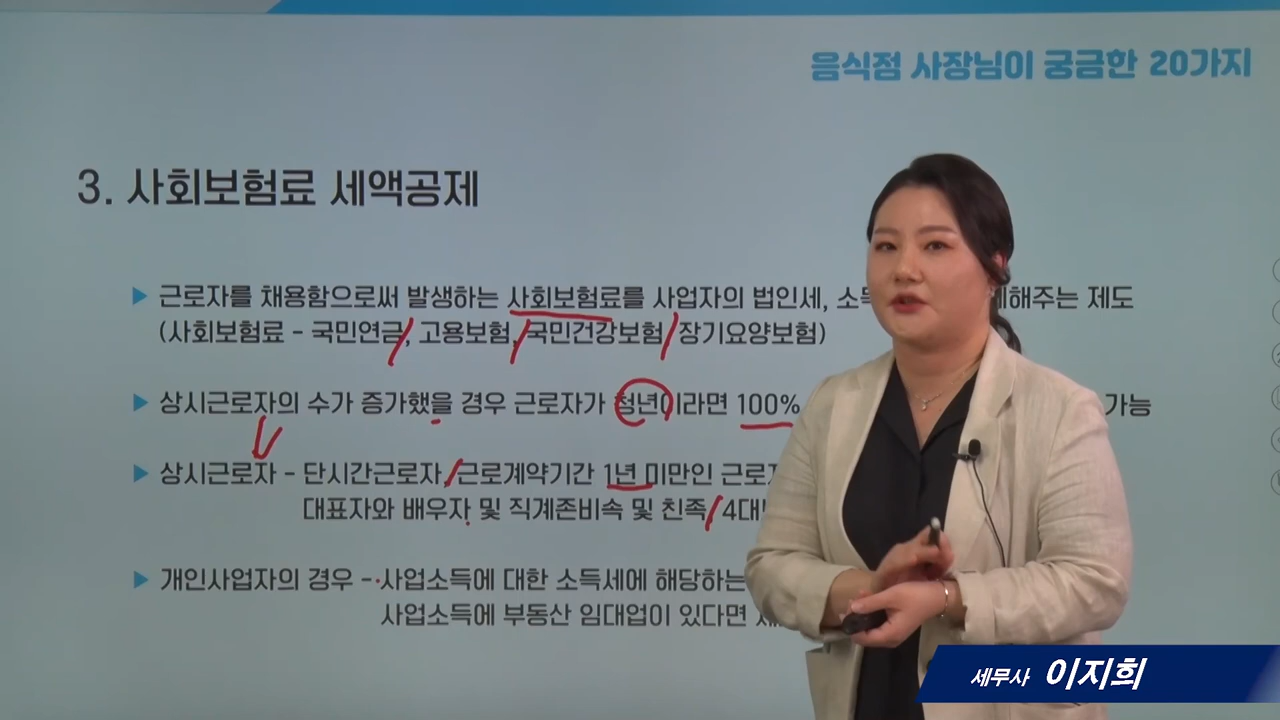 음식점 사장님이 궁금한 20가지
3. 사회보험료 세액공제
▶ 근로자를 채용함으로써 발생하는 사회보험료를 사업자의 법인세, 해주는 제도
(사회보험료 - 국민연금, 고용보험, 국민건강보험, 장기요양보험)
▶ 상시근로자의 수가 증가했을 경우 근로자가 청년이라면 100% 가능
▶ 상시근로자 - 단시간근로자, 근로계약기간 1년 미만인
대표자와 배우자 및 직계존비속 및 친족,
▶ 개인사업자의 경우 - 사업소득에 대한 소득세에 해당하는
사업소득에 부동산 임대업이 있다면
세무사 이지희